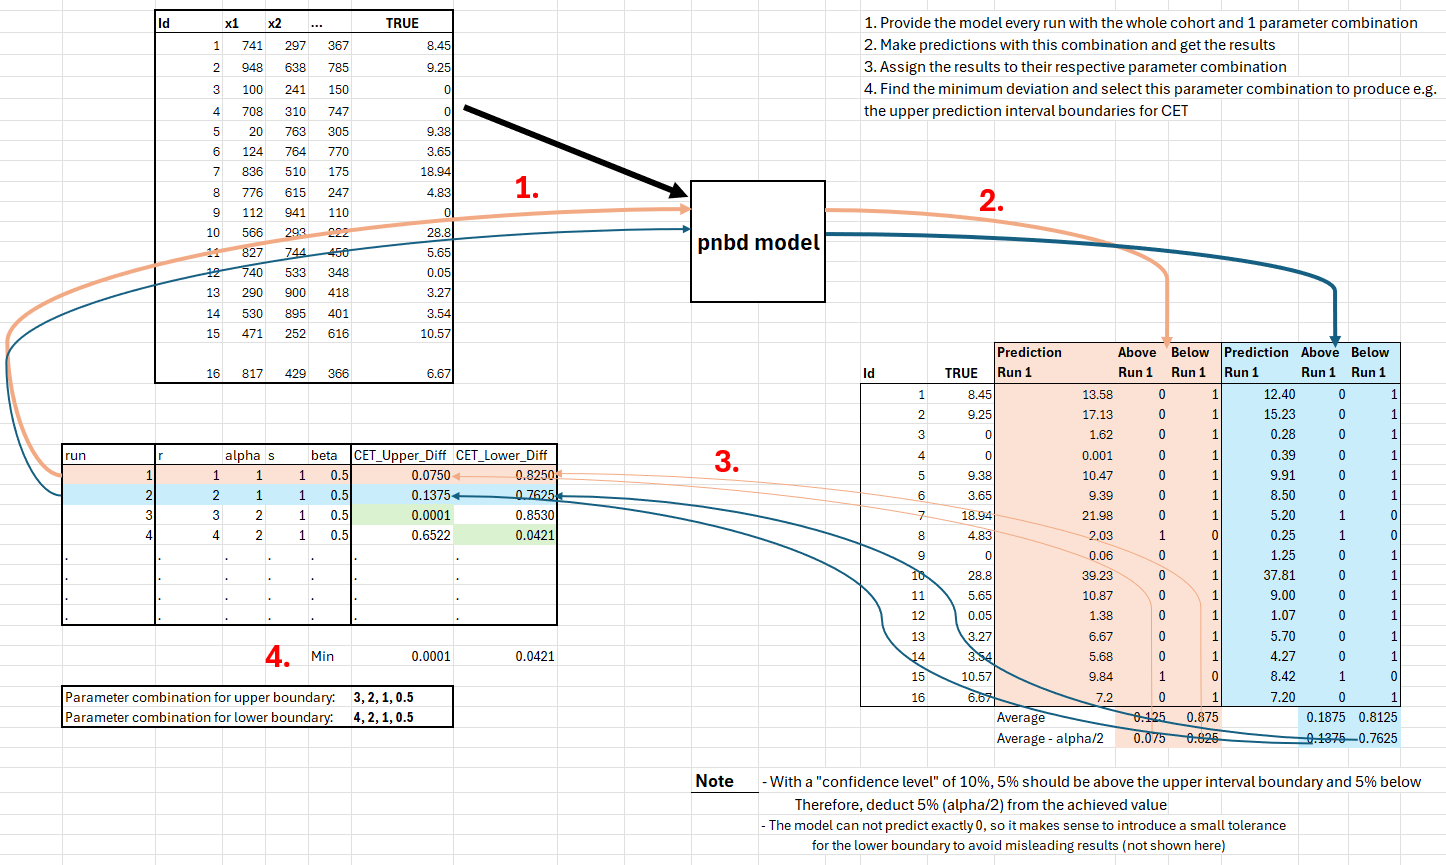 Id x1 x2 ... TRUE
1 741 297 367 8.45
2 948 638 785 9.25
3 100 241 150 0
4 708 310 747 0
5 20 763 305 9.38
6 124 764 770 3.65
7 836 510 175 18.94
8 776 615 247 4.83
9 112 941 110 0
10 566 293 222 28.8
11 827 744 450 5.65
12 740 533 348 0.05
13 290 900 418 3.27
14 530 895 401 3.54
15 471 252 616 10.57
16 817 429 366 6.67
1. Provide the model every run with the whole cohort and 1 parameter combination
2. Make predictions with this combination and get the results
3. Assign the results to their respective parameter combination
4. Find the minimum deviation and select this parameter combination to produce e.g.
the upper prediction interval boundaries for CET
1.
pnbd model
2.
Prediction Above Below Prediction Above Below
Id TRUE Run 1 Run 1 Run 1 Run 1 Run 1 Run 1
1 8.45 13.58 0 1 12.40 0 1
2 9.25 17.13 0 1 15.23 0 1
3 0 1.62 0 1 0.28 0 1
4 0 0.001 0 1 0.39 0 1
5 9.38 10.47 0 1 9.91 0 1
6 3.65 9.39 0 1 8.50 0 1
7 18.94 21.98 0 1 5.20 1 0
8 4.83 2.03 1 0 0.25 1 0
9 0 0.06 0 1 1.25 0 1
10 28.8 39.23 0 1 37.81 0 1
11 5.65 10.87 0 1 9.00 0 1
12 0.05 1.38 0 1 1.07 0 1
13 3.27 6.67 0 1 5.70 0 1
14 3.54 5.68 0 1 4.27 0 1
15 10.57 9.84 1 0 8.42 1 0
16 6.67 7.2 0 1 7.20 0 1
Average 0.125 0.875 0.1875 0.8125
Average - alpha/2 0.075 0.825 0.1375 0.7625
3.
run r alpha s beta CET_Upper_Diff CET_Lower_Diff
1 1 1 1 0.5 0.0750 0.8250
2 2 1 1 0.5 0.1375 0.7625
3 3 2 1 0.5 0.0001 0.8530
4 4 2 1 0.5 0.6522 0.0421
. . . . . . .
. . . . . . .
. . . . . . .
. . . . . . .
4. Min 0.0001 0.0421
Parameter combination for upper boundary: 3, 2, 1, 0.5
Parameter combination for lower boundary: 4, 2, 1, 0.5
Note - With a "confidence level" of 10%, 5% should be above the upper interval boundary and 5% below
Therefore, deduct 5% (alpha/2) from the achieved value
- The model can not predict exactly 0, so it makes sense to introduce a small tolerance
for the lower boundary to avoid misleading results (not shown here)